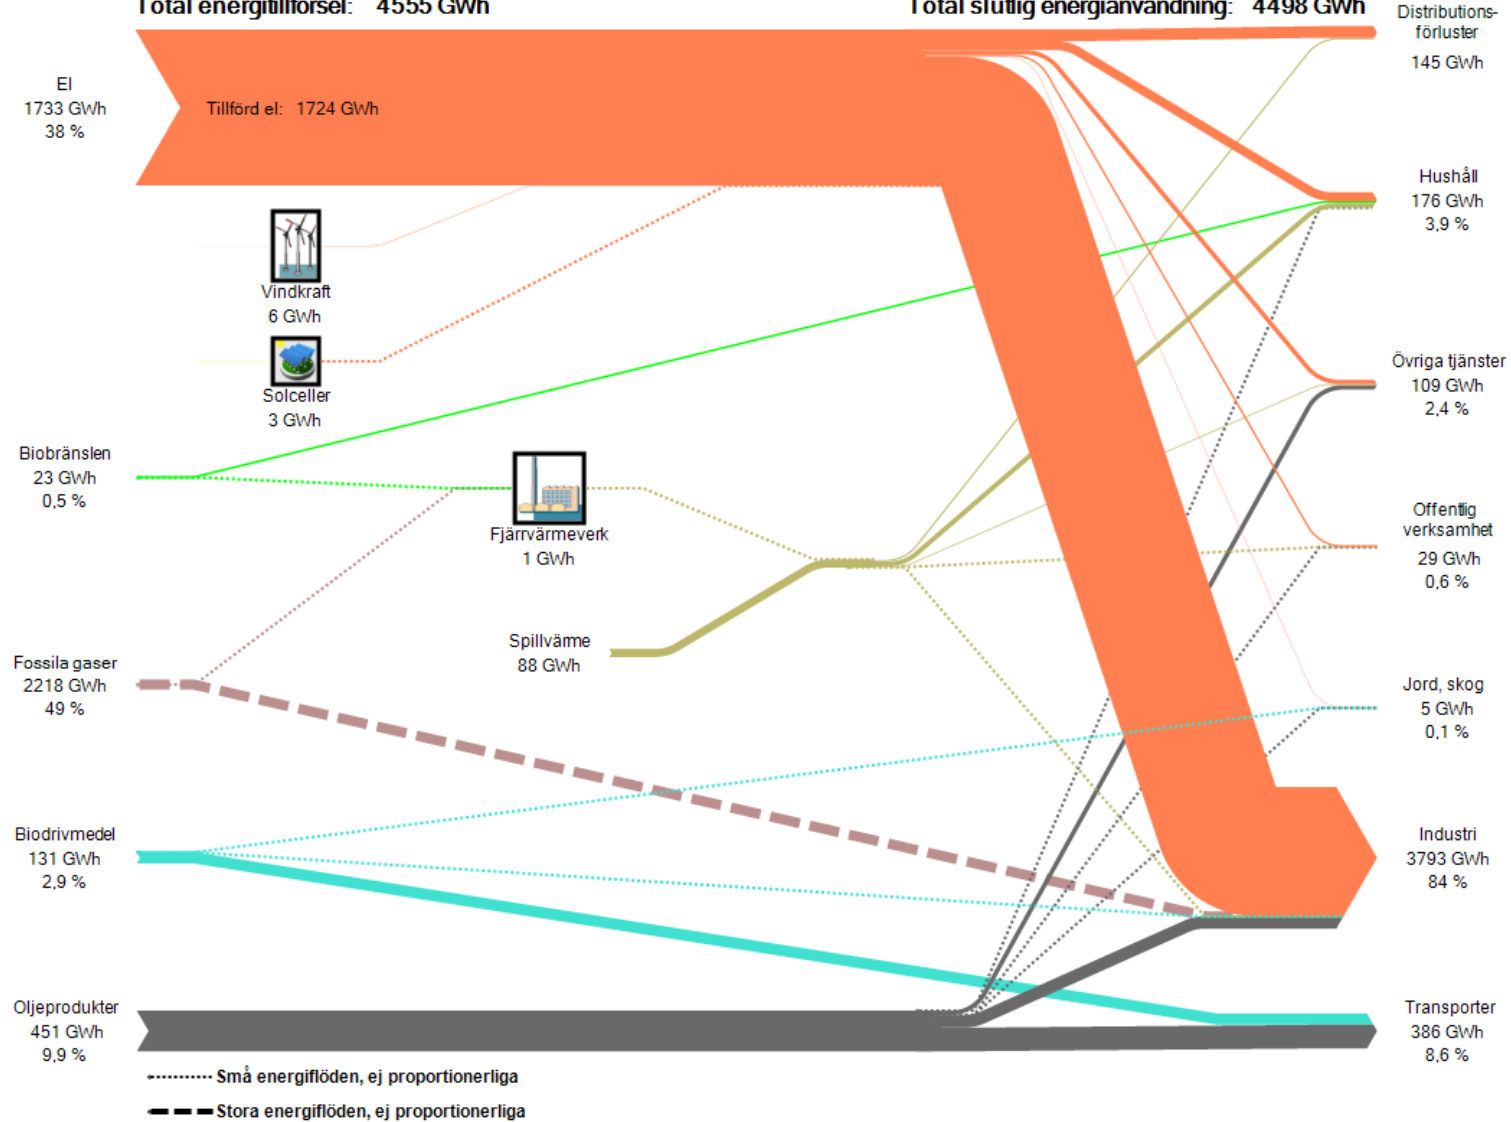 Total energitillförsel: 4555 GWh
Total slutlig energianvändning: 4498 GWh
El
1733 GWh
38 %
Tillförd el: 1724 GWh
Vindkraft
6 GWh
Solceller
3 GWh
Biobränslen
23 GWh
0,5 %
Fjärrvärmeverk
1 GWh
Spillvärme
88 GWh
Fossila gaser
2218 GWh
49 %
Biodrivmedel
131 GWh
2,9 %
Oljeprodukter
451 GWh
9,9 %
Distributions-
förluster
145 GWh
Hushåll
176 GWh
3,9 %
Övriga tjänster
109 GWh
2,4 %
Offentlig
verksamhet
29 GWh
0,6 %
Jord, skog
5 GWh
0,1 %
Industri
3793 GWh
84 %
Transporter
386 GWh
8,6 %
Små energiflöden, ej proportionerliga
Stora energiflöden, ej proportionerliga